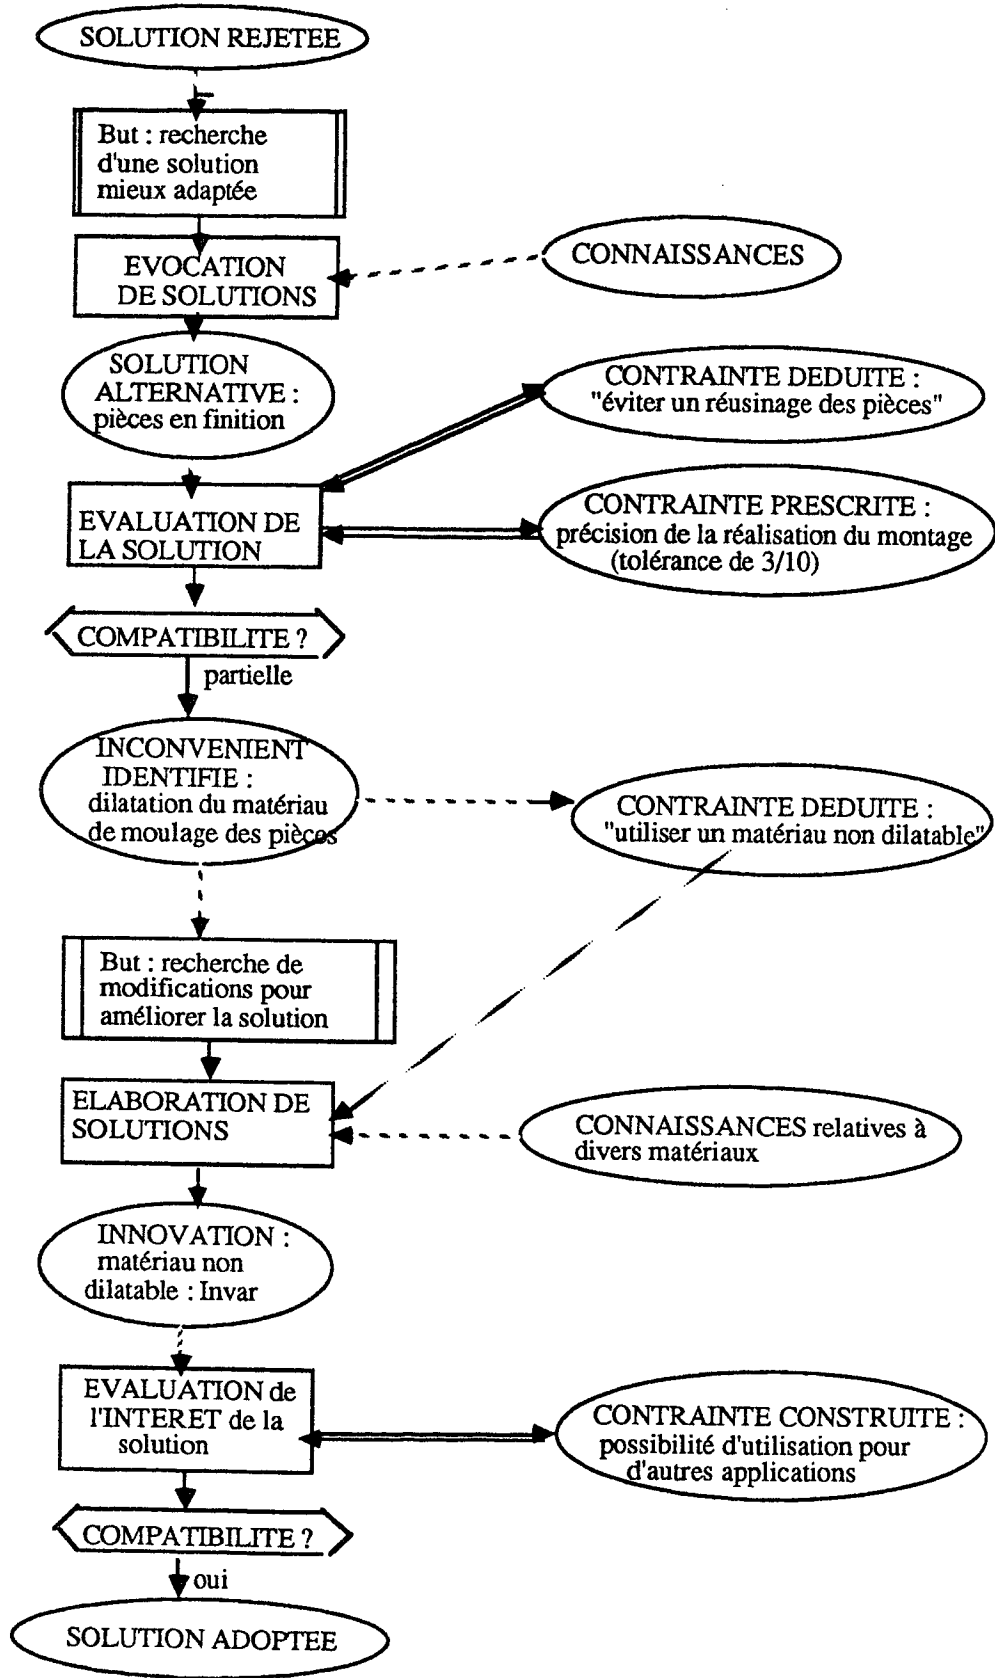 SOLUTION REJETEE
But : recherche
d'une solution
mieux adaptée
EVOCATION
DE SOLUTIONS
CONNAISSANCES
SOLUTION
ALTERNATIVE :
pièces en finition
CONTRAINTE DEDUITE :
"éviter un réusinage des pièces"
EVALUATION DE
LA SOLUTION
CONTRAINTE PRESCRITE :
précision de la réalisation du montage
(tolérance de 3/10)
COMPATIBILITE ?
partielle
INCONVENIENT
IDENTIFIE :
dilatation du matériau
de moulage des pièces
CONTRAINTE DEDUITE :
"utiliser un matériau non dilatable"
But : recherche de
modifications pour
améliorer la solution
ELABORATION DE
SOLUTIONS
CONNAISSANCES relatives à
divers matériaux
INNOVATION :
matériau non
dilatable : Invar
EVALUATION de
l'INTERET de la
solution
CONTRAINTE CONSTRUITE :
possibilité d'utilisation pour
d'autres applications
COMPATIBILITE ?
oui
SOLUTION ADOPTEE